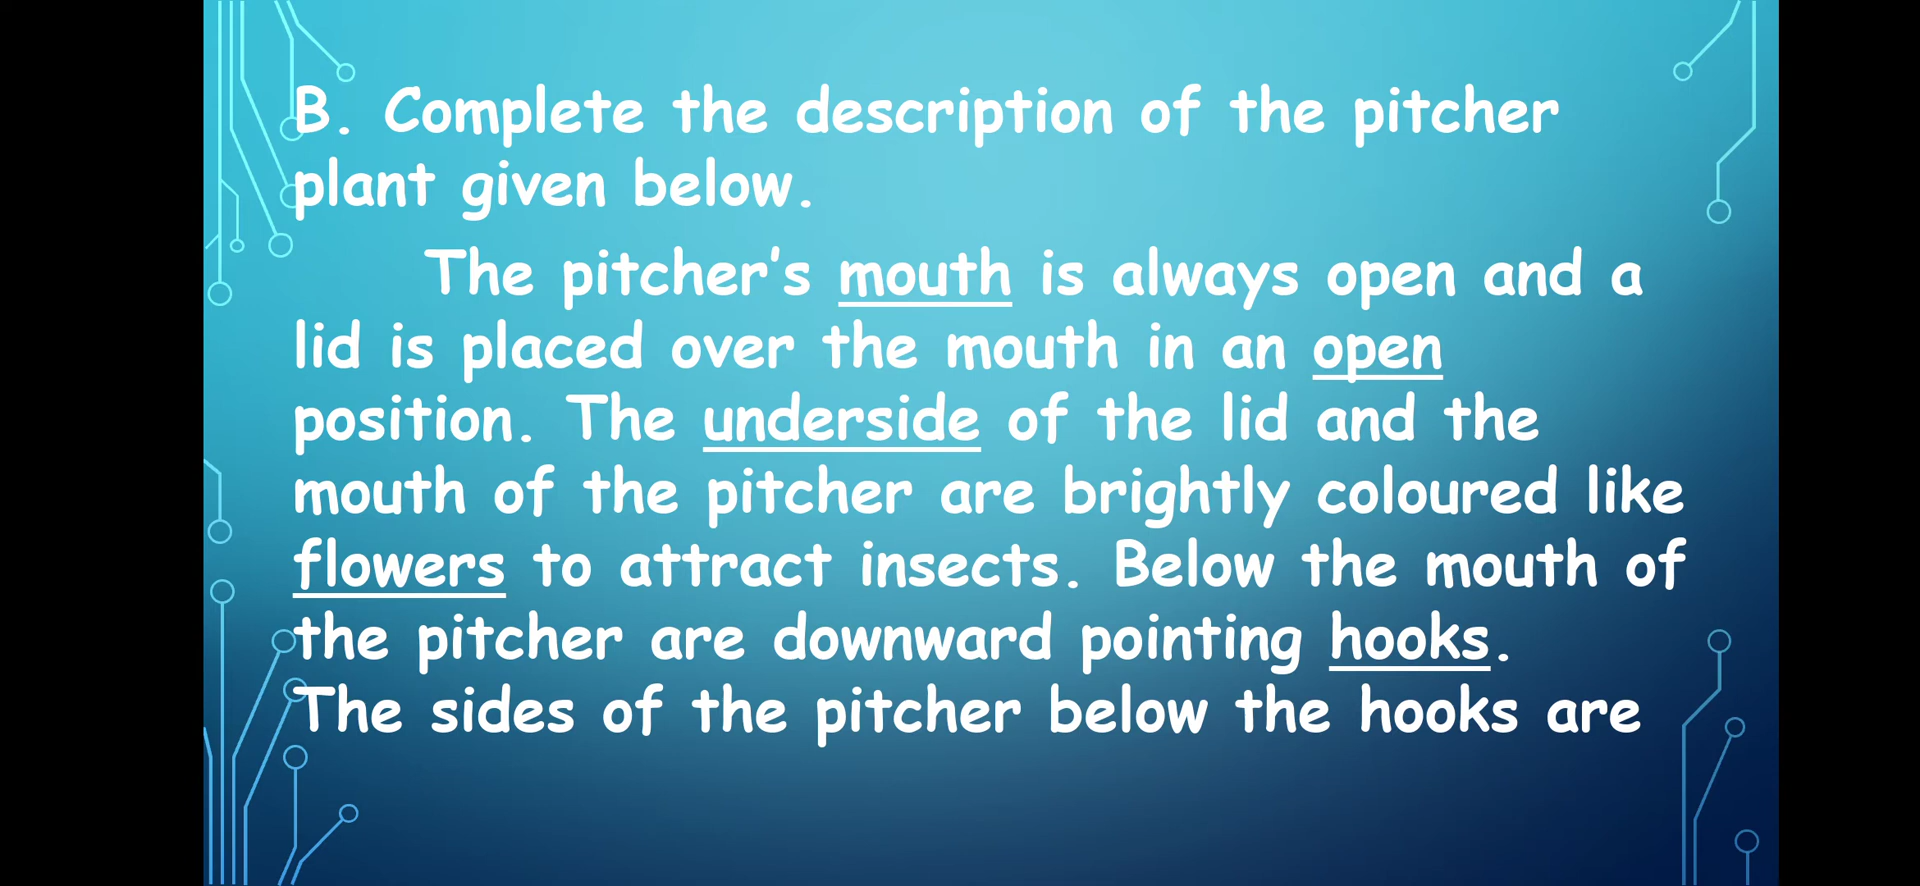 B. Complete the description of the pitcher
plant given below.
The pitcher's mouth is always open and a
lid is placed over the mouth in an open
position. The underside of the lid and the
mouth of the pitcher are brightly coloured like
flowers to attract insects. Below the mouth of
the pitcher are downward pointing hooks.
The sides of the pitcher below the hooks are